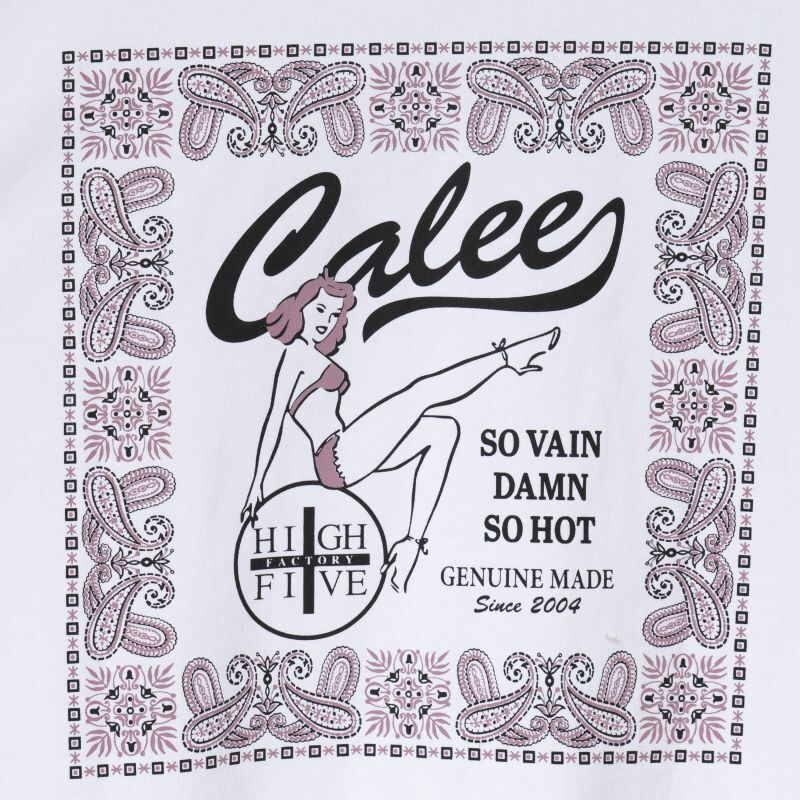 Calee
SO VAIN
DAMN
SO HOT
HIGH
FACTORY
FIVE
GENUINE MADE
Since 2004